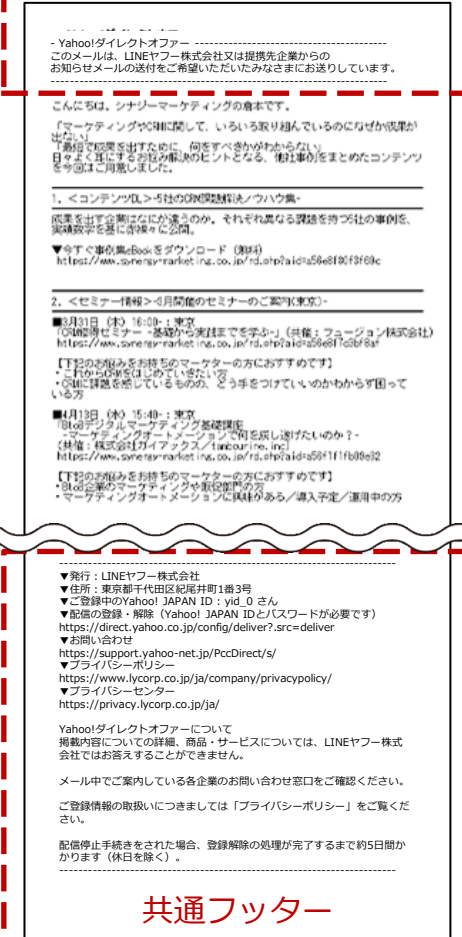 - Yahoo!ダイレクトオファー ----------------------------------------
このメールは、LINEヤフー株式会社又は提携先企業からの
お知らせメールの送付をご希望いただいたみなさまにお送りしています。
----------------------------------------------------------------------
こんにちは、シナジーマーケティングの倉本です。
「マーケティングやCRMに関して、いろいろ取り組んでいるのになぜか成果が
出ない」
「最短で成果を出すために、何をすべきかがわからない」
日々よく耳にするお悩み解決のヒントとなる、他社事例をまとめたコンテンツ
を今回はご用意しました。
1．＜コンテンツDL＞-5社のCRM課題解決ノウハウ集-
成果を出す企業はなにが違うのか。それぞれ異なる課題を持つ5社の事例を、
実績数字を基に赤裸々に公開。
▼今すぐ事例集eBookをダウンロード（無料）
2．＜セミナー情報＞-3月開催のセミナーのご案内(東京)-
■3月31日（木）16:00-：東京
「CRM習得セミナー -基礎から実践までを学ぶ-」（共催：フュージョン株式会社）
【下記のお悩みをお持ちのマーケターの方におすすめです】
・これからCRMをはじめていきたい方
・CRMに課題を感じているものの、どう手をつけていいのかわからず困って
いる方
■4月13日（水）15:40-：東京
「BtoBデジタルマーケティング基礎講座
-マーケティングオートメーションで何を成し遂げたいのか？-
（共催：株式会社ガイアックス／tambourine,inc）
【下記のお悩みをお持ちのマーケターの方におすすめです】
・BtoB企業のマーケティングや販促部門の方
・マーケティングオートメーションに興味がある／導入予定／運用中の方
----------------------------------------------------------------------
▼発行：LINEヤフー株式会社
▼住所：東京都千代田区紀尾井町1番3号
▼ご登録中のYahoo! JAPAN ID：yid_0 さん
▼配信の登録・解除（Yahoo! JAPAN IDとパスワードが必要です）
https://direct.yahoo.co.jp/config/deliver?.src=deliver
▼お問い合わせ
https://support.yahoo-net.jp/PccDirect/s/
▼プライバシーポリシー
https://www.lycorp.co.jp/ja/company/privacypolicy/
▼プライバシーセンター
https://privacy.lycorp.co.jp/ja/
Yahoo!ダイレクトオファーについて
掲載内容についての詳細、商品・サービスについては、LINEヤフー株式
会社ではお答えすることができません。
メール中でご案内している各企業のお問い合わせ窓口をご確認ください。
ご登録情報の取扱いにつきましては「プライバシーポリシー」をご覧くだ
さい。
配信停止手続きをされた場合、登録解除の処理が完了するまで約5日間か
かります（休日を除く）。
----------------------------------------------------------------------
共通フッター